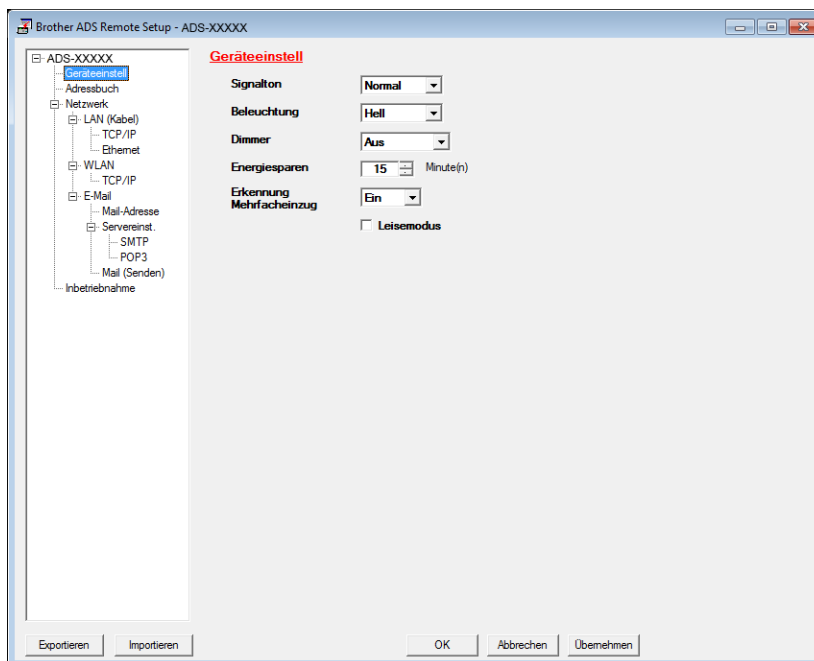 Brother ADS Remote Setup - ADS-XXXXX
ADS-XXXXX
Geräteeinstell
Adressbuch
Netzwerk
LAN (Kabel)
TCP/IP
Ethernet
WLAN
TCP/IP
E-Mail
Mail-Adresse
Servereinst.
SMTP
POP3
Mail (Senden)
Inbetriebnahme
Geräteeinstell
Signalton Normal
Beleuchtung Hell
Dimmer Aus
Energiesparen 15 Minute(n)
Erkennung
Mehrfacheinzug Ein
Leisemodus
Exportieren Importieren OK Abbrechen Übernehmen